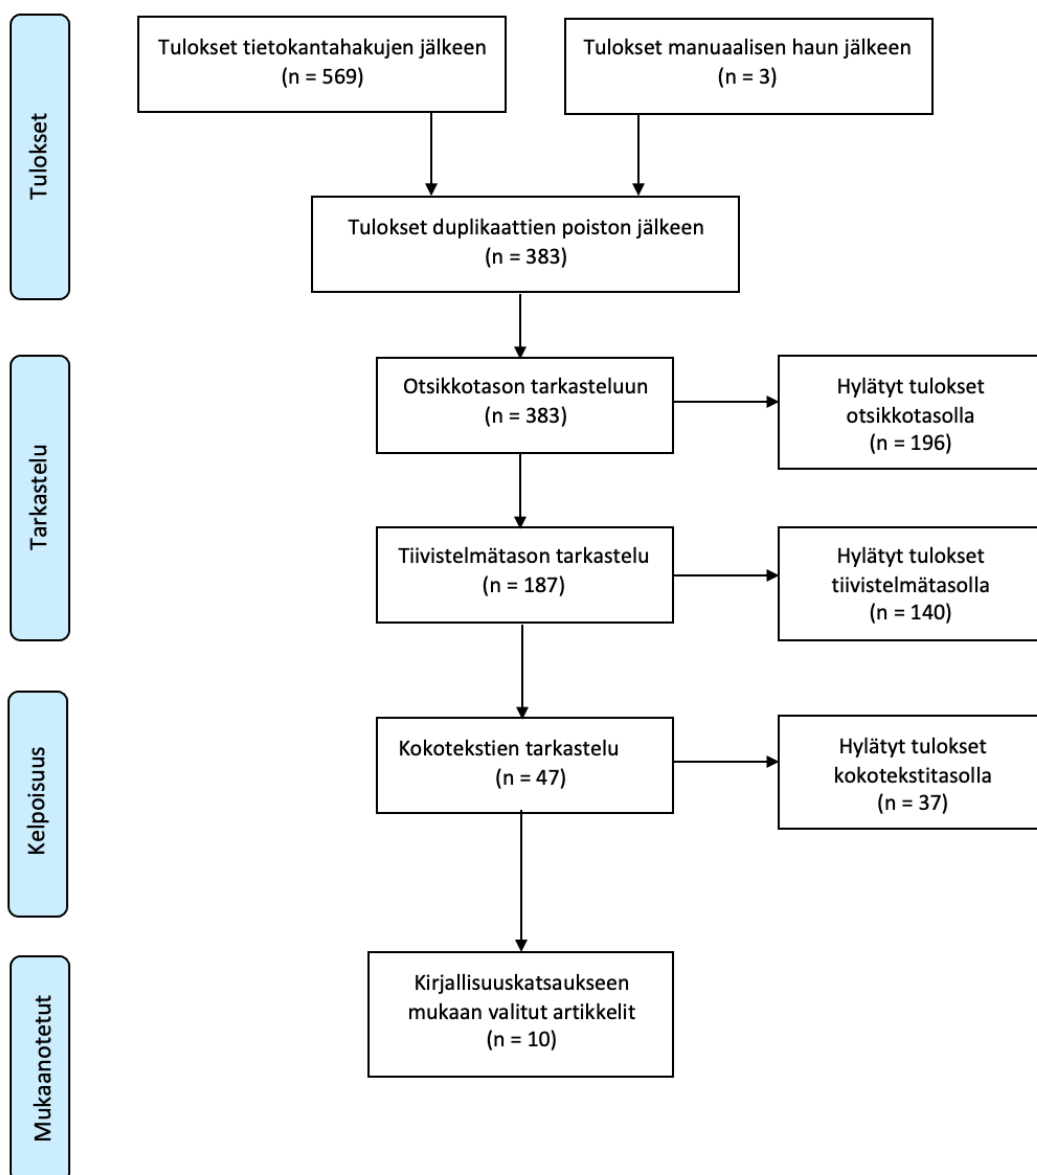 Tulokset
Tulokset tietokantahakujen jälkeen
(n = 569)
Tulokset manuaalisen haun jälkeen
(n = 3)
Tulokset duplikaattien poiston jälkeen
(n = 383)
Tarkastelu
Otsikkotason tarkasteluun
(n = 383)
Hylätyt tulokset
otsikkotasolla
(n = 196)
Tiivistelmätason tarkastelu
(n = 187)
Hylätyt tulokset
tiivistelmätasolla
(n = 140)
Kelpoisuus
Kokotekstien tarkastelu
(n = 47)
Hylätyt tulokset
kokotekstitasolla
(n = 37)
Mukaanotetut
Kirjallisuuskatsaukseen
mukaan valitut artikkelit
(n = 10)